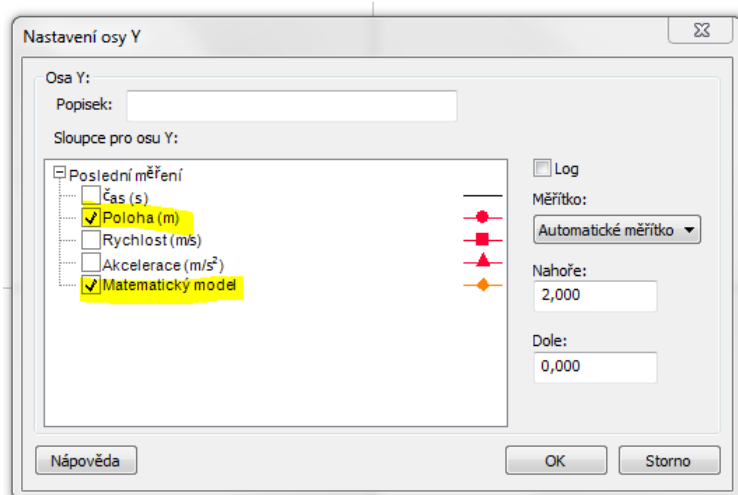 Nastavení osy Y
Osa Y:
Popisek:
Sloupce pro osu Y:
Poslední měření
Čas (s)
Poloha (m)
Rychlost (m/s)
Akcelerace (m/s²)
Matematický model
Log
Měřítko:
Automatické měřítko
Nahoře:
2,000
Dole:
0,000
Nápověda
OK
Storno